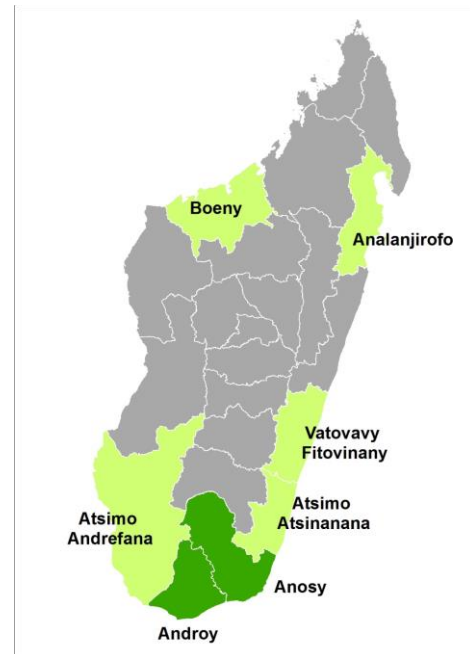 Boeny
Analanjirofo
Vatovavy
Fitovinany
Atsimo
Atsinanana
Atsimo
Andrefana
Anosy
Androy